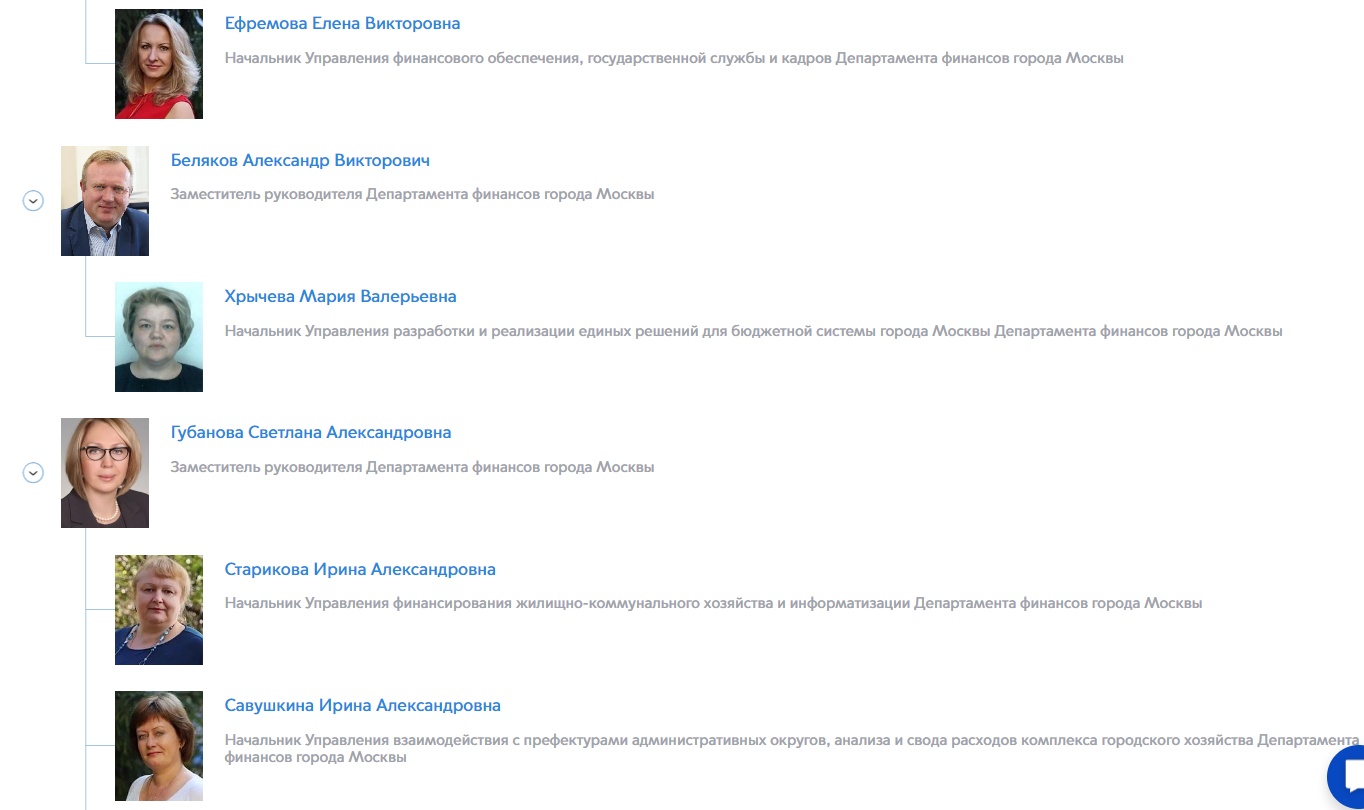 Ефремова Елена Викторовна
Начальник Управления финансового обеспечения, государственной службы и кадров Департамента финансов города Москвы
Беляков Александр Викторович
Заместитель руководителя Департамента финансов города Москвы
Хрычева Мария Валерьевна
Начальник Управления разработки и реализации единых решений для бюджетной системы города Москвы Департамента финансов города Москвы
Губанова Светлана Александровна
Заместитель руководителя Департамента финансов города Москвы
Старикова Ирина Александровна
Начальник Управления финансирования жилищно-коммунального хозяйства и информатизации Департамента финансов города Москвы
Савушкина Ирина Александровна
Начальник Управления взаимодействия с префектурами административных округов, анализа и свода расходов комплекса городского хозяйства Департамента
финансов города Москвы